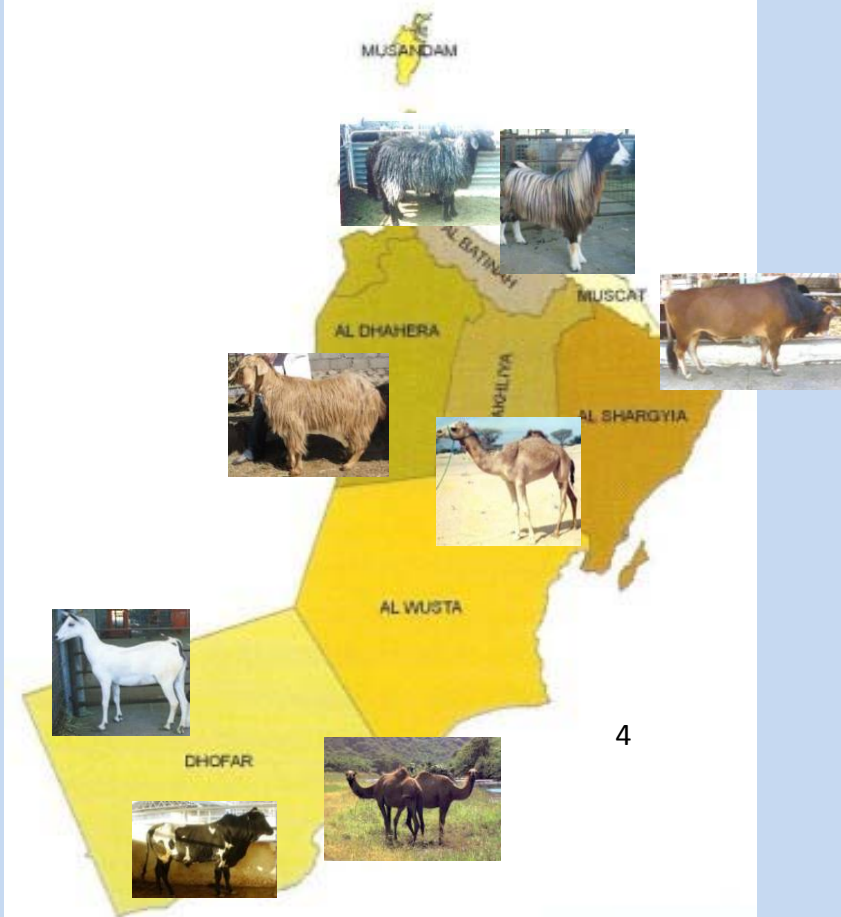 MUSANDAM
AL BATINAH
MUSCAT
AL DHAHERA
AL SHARGYIA
AL WUSTA
4
DHOFAR